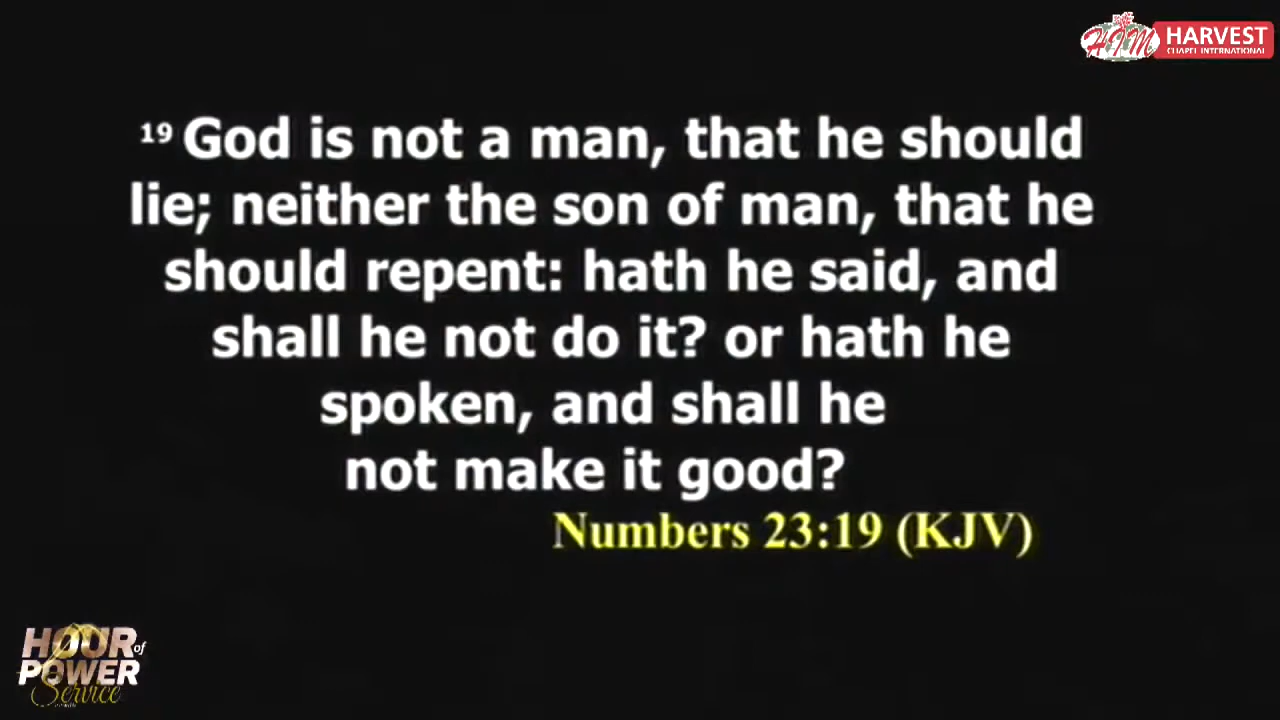 HIM HARVEST
CHAPEL INTERNATIONAL
19 God is not a man, that he should
lie; neither the son of man, that he
should repent: hath he said, and
shall he not do it? or hath he
spoken, and shall he
not make it good?
Numbers 23:19 (KJV)
HOUR of
POWER
Service